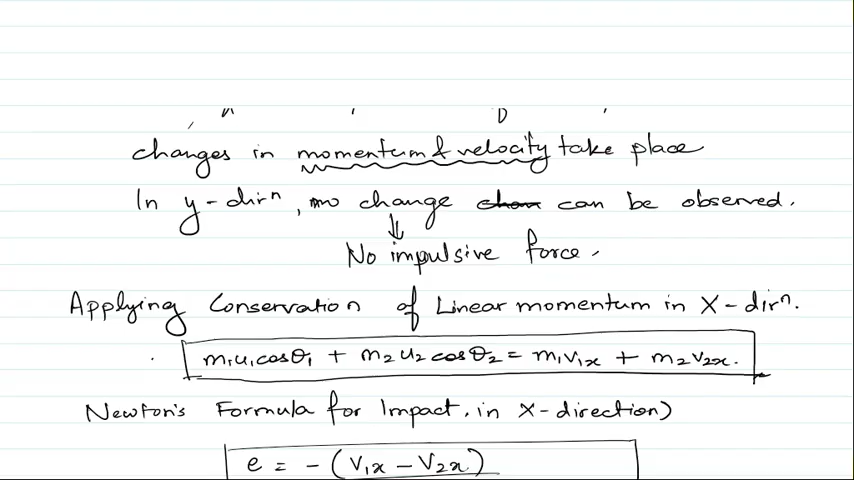 changes in momentum & velocity take place
In y-dirⁿ, no change can be observed.
No impulsive force.
Applying Conservation of Linear momentum in X-dirⁿ.
m₁u₁cosθ₁ + m₂u₂cosθ₂ = m₁v₁ₓ + m₂v₂ₓ.
Newton's Formula for Impact. in X-direction)
e = -(V₁ₓ - V₂ₓ)